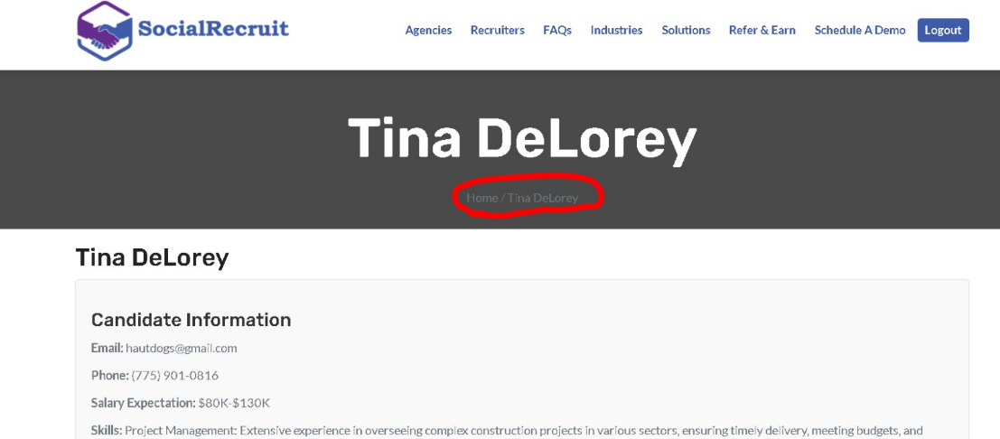 SocialRecruit
Agencies Recruiters FAQs Industries Solutions Refer & Earn Schedule A Demo Logout
Tina DeLorey
Home / Tina DeLorey
Tina DeLorey
Candidate Information
Email: hautdogs@gmail.com
Phone: (775) 901-0816
Salary Expectation: $80K-$130K
Skills: Project Management: Extensive experience in overseeing complex construction projects in various sectors, ensuring timely delivery, meeting budgets, and